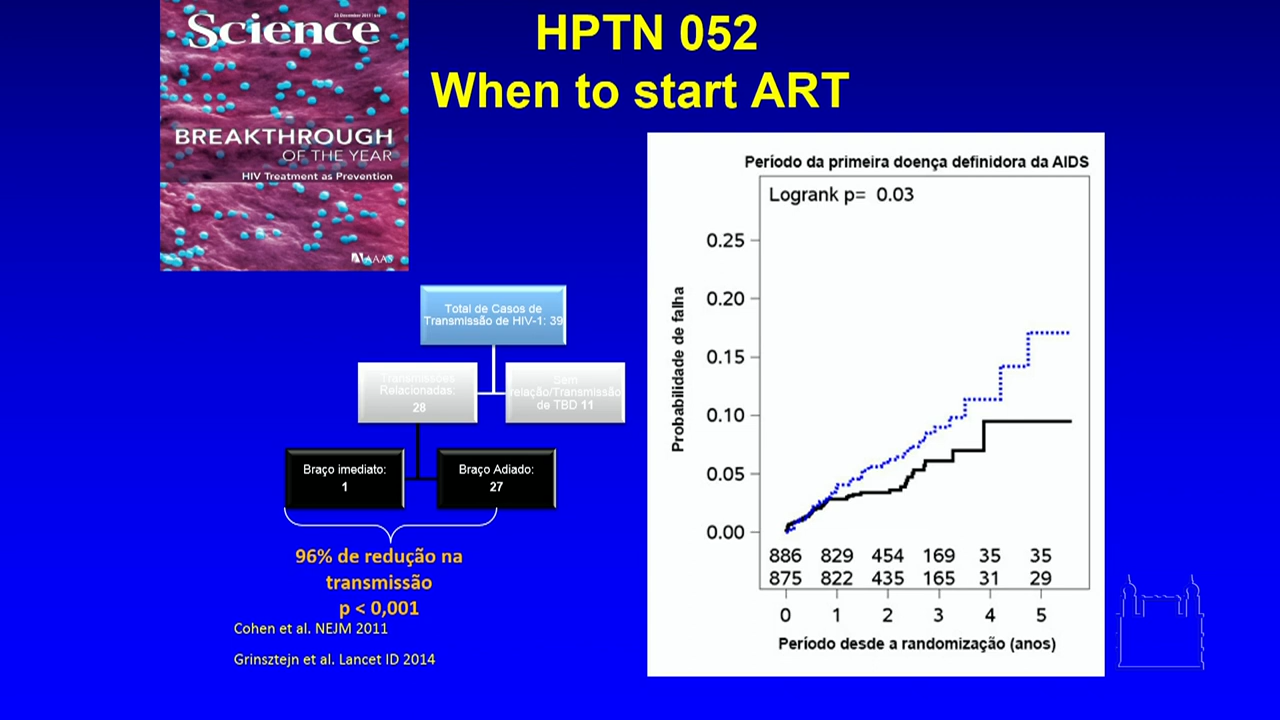 23 December 2011 | $10
Science
BREAKTHROUGH
OF THE YEAR
HIV Treatment as Prevention
AAAS
HPTN 052
When to start ART
Total de Casos de
Transmissão de HIV-1: 39
Transmissões
Relacionadas:
28
Sem
relação/Transmissão
de TBD 11
Braço imediato:
1
Braço Adiado:
27
96% de redução na
transmissão
p < 0,001
Cohen et al. NEJM 2011
Grinsztejn et al. Lancet ID 2014
Período da primeira doença definidora da AIDS
Logrank p= 0.03
Probabilidade de falha
0.25
0.20
0.15
0.10
0.05
0.00
886 829 454 169 35 35
875 822 435 165 31 29
0 1 2 3 4 5
Período desde a randomização (anos)